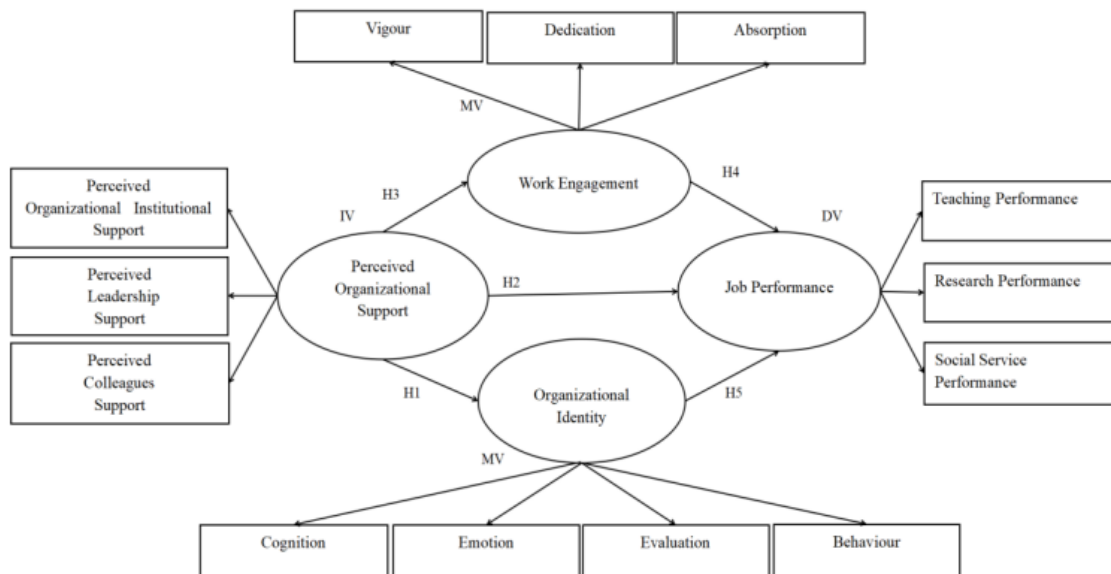 Vigour
Dedication
Absorption
MV
Work Engagement
H3
H4
IV
DV
Perceived
Organizational Institutional
Support
Perceived
Leadership
Support
Perceived
Colleagues
Support
Perceived
Organizational
Support
H2
Job Performance
Teaching Performance
Research Performance
Social Service
Performance
H1
Organizational
Identity
H5
MV
Cognition
Emotion
Evaluation
Behaviour